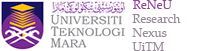 UNIVERSITI
TEKNOLOGI
MARA
ReNeU
Research
Nexus
UiTM